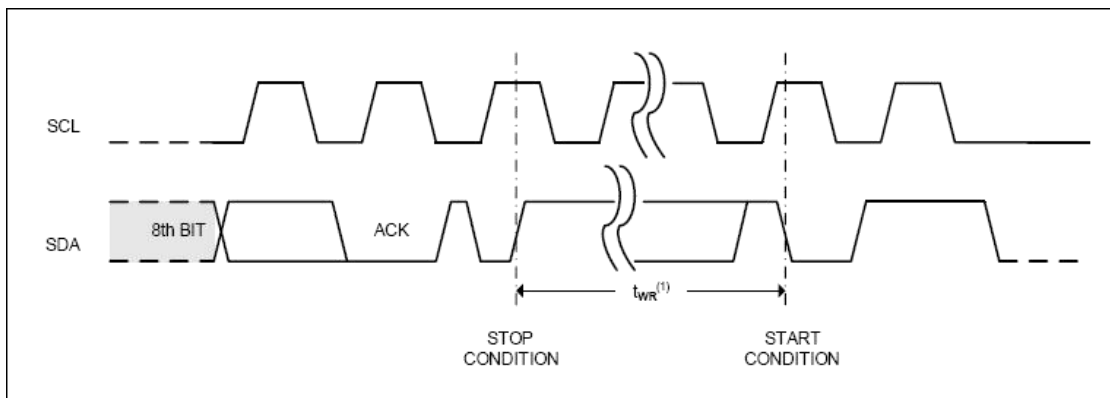 SCL
8th BIT
ACK
SDA
tWR(1)
STOP
CONDITION
START
CONDITION